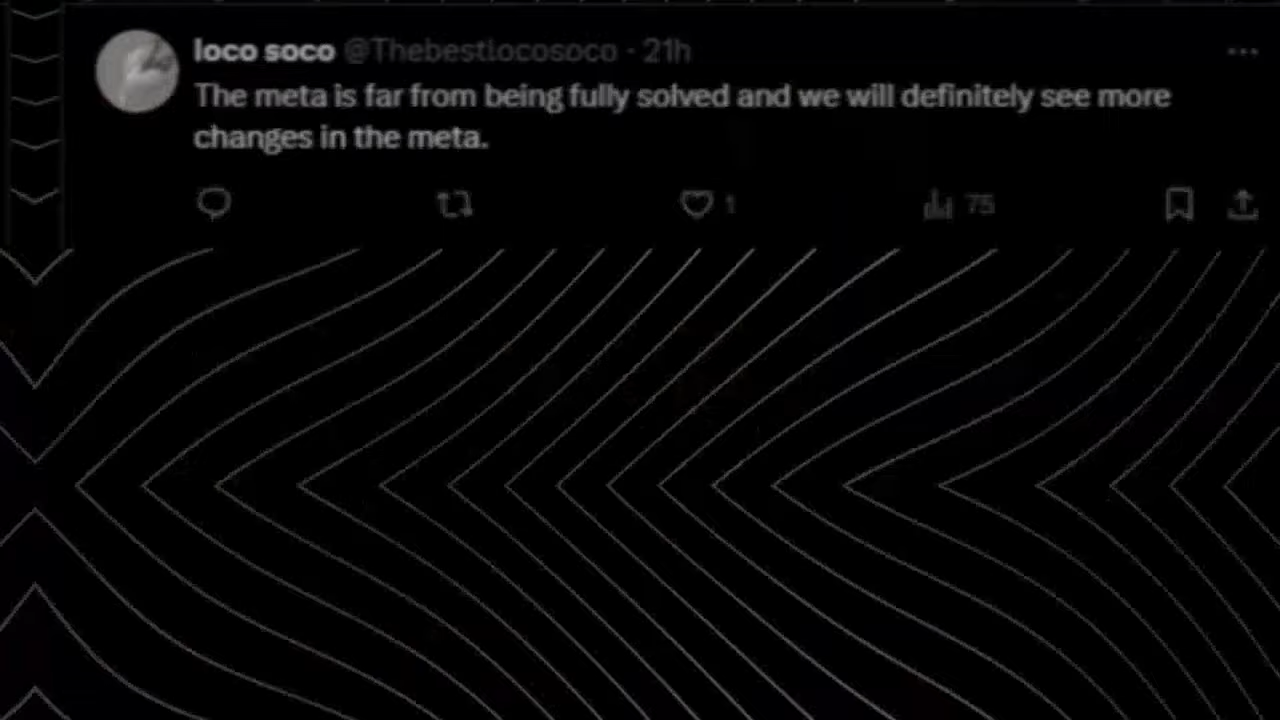 loco soco @Thebestlocosoco · 21h
The meta is far from being fully solved and we will definitely see more
changes in the meta.
1 75